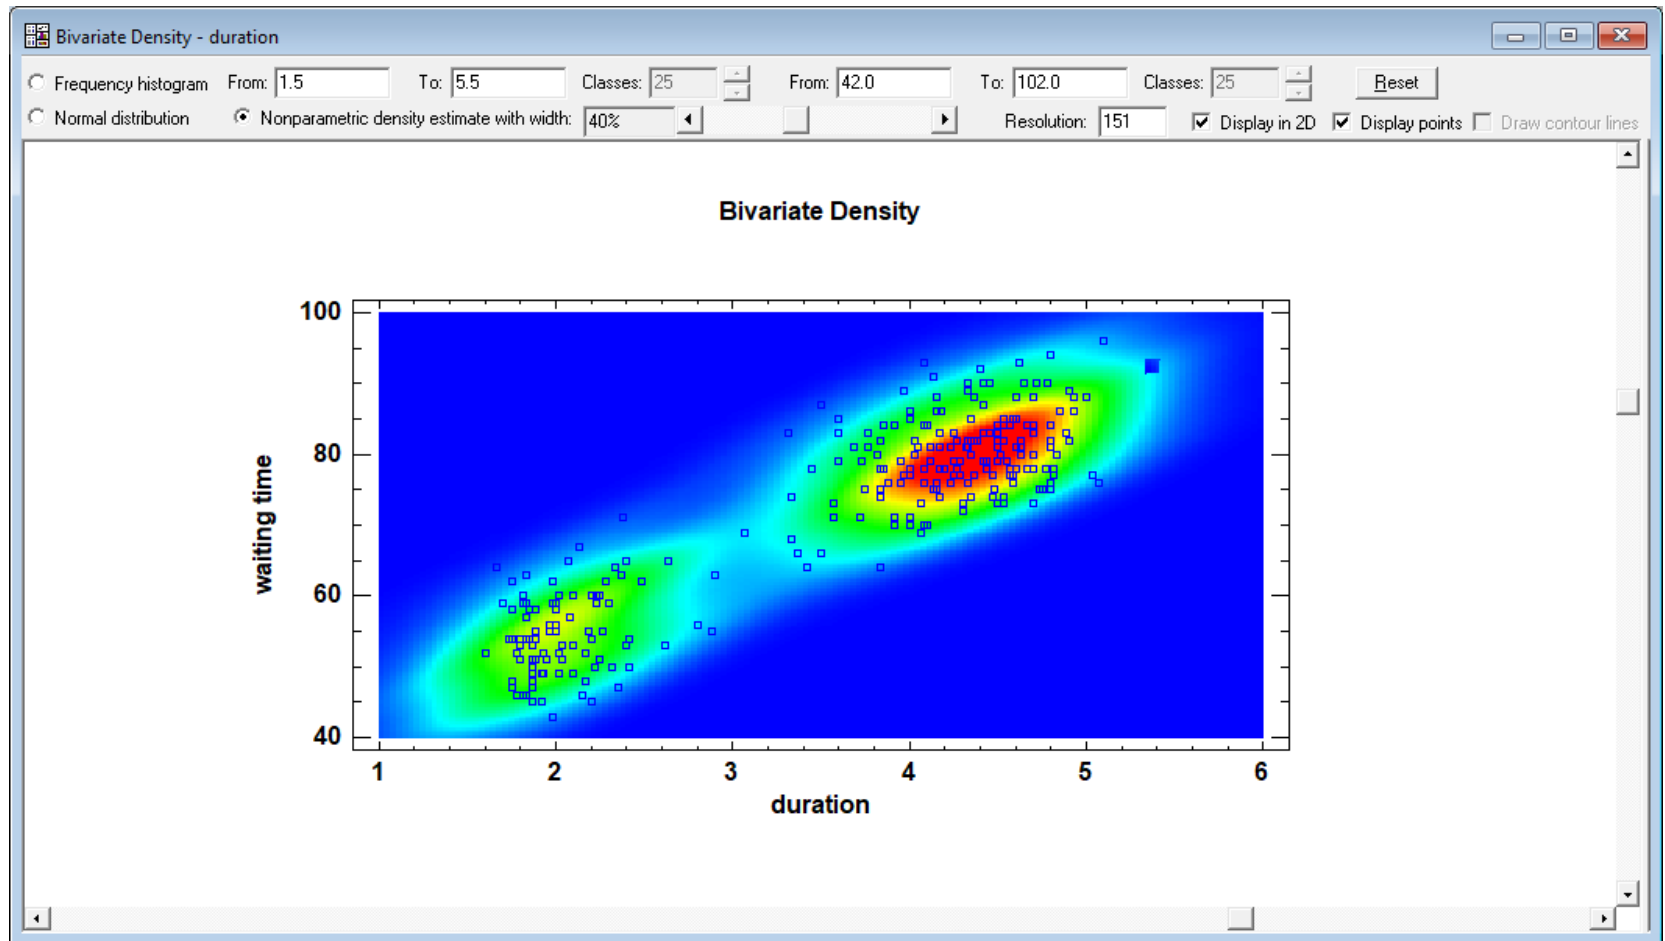 Bivariate Density - duration
Frequency histogram From: 1.5 To: 5.5 Classes: 25 From: 42.0 To: 102.0 Classes: 25 Reset
Normal distribution Nonparametric density estimate with width: 40% Resolution: 151 Display in 2D Display points Draw contour lines
Bivariate Density
100
80
60
40
waiting time
1 2 3 4 5 6
duration